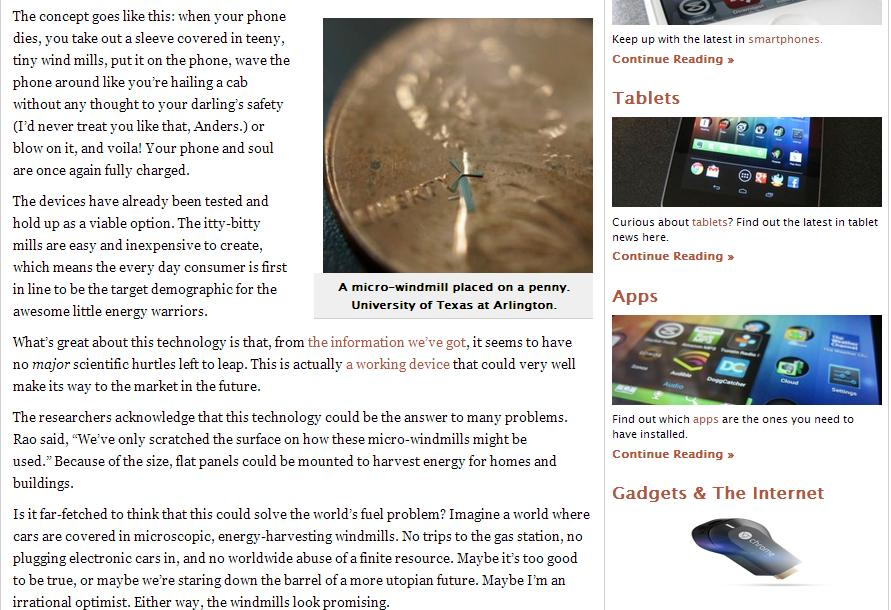 The concept goes like this: when your phone
dies, you take out a sleeve covered in teeny,
tiny wind mills, put it on the phone, wave the
phone around like you’re hailing a cab
without any thought to your darling’s safety
(I’d never treat you like that, Anders.) or
blow on it, and voila! Your phone and soul
are once again fully charged.
The devices have already been tested and
hold up as a viable option. The itty-bitty
mills are easy and inexpensive to create,
which means the every day consumer is first
in line to be the target demographic for the
awesome little energy warriors.
LIBERTY
A micro-windmill placed on a penny.
University of Texas at Arlington.
What’s great about this technology is that, from the information we’ve got, it seems to have
no major scientific hurtles left to leap. This is actually a working device that could very well
make its way to the market in the future.
The researchers acknowledge that this technology could be the answer to many problems.
Rao said, “We’ve only scratched the surface on how these micro-windmills might be
used.” Because of the size, flat panels could be mounted to harvest energy for homes and
buildings.
Is it far-fetched to think that this could solve the world’s fuel problem? Imagine a world where
cars are covered in microscopic, energy-harvesting windmills. No trips to the gas station, no
plugging electronic cars in, and no worldwide abuse of a finite resource. Maybe it’s too good
to be true, or maybe we’re staring down the barrel of a more utopian future. Maybe I’m an
irrational optimist. Either way, the windmills look promising.
Keep up with the latest in smartphones.
Continue Reading »
Tablets
Curious about tablets? Find out the latest in tablet
news here.
Continue Reading »
Apps
Audible
DoggCatcher
Cloud
Settings
Audio
Find out which apps are the ones you need to
have installed.
Continue Reading »
Gadgets & The Internet
chrome